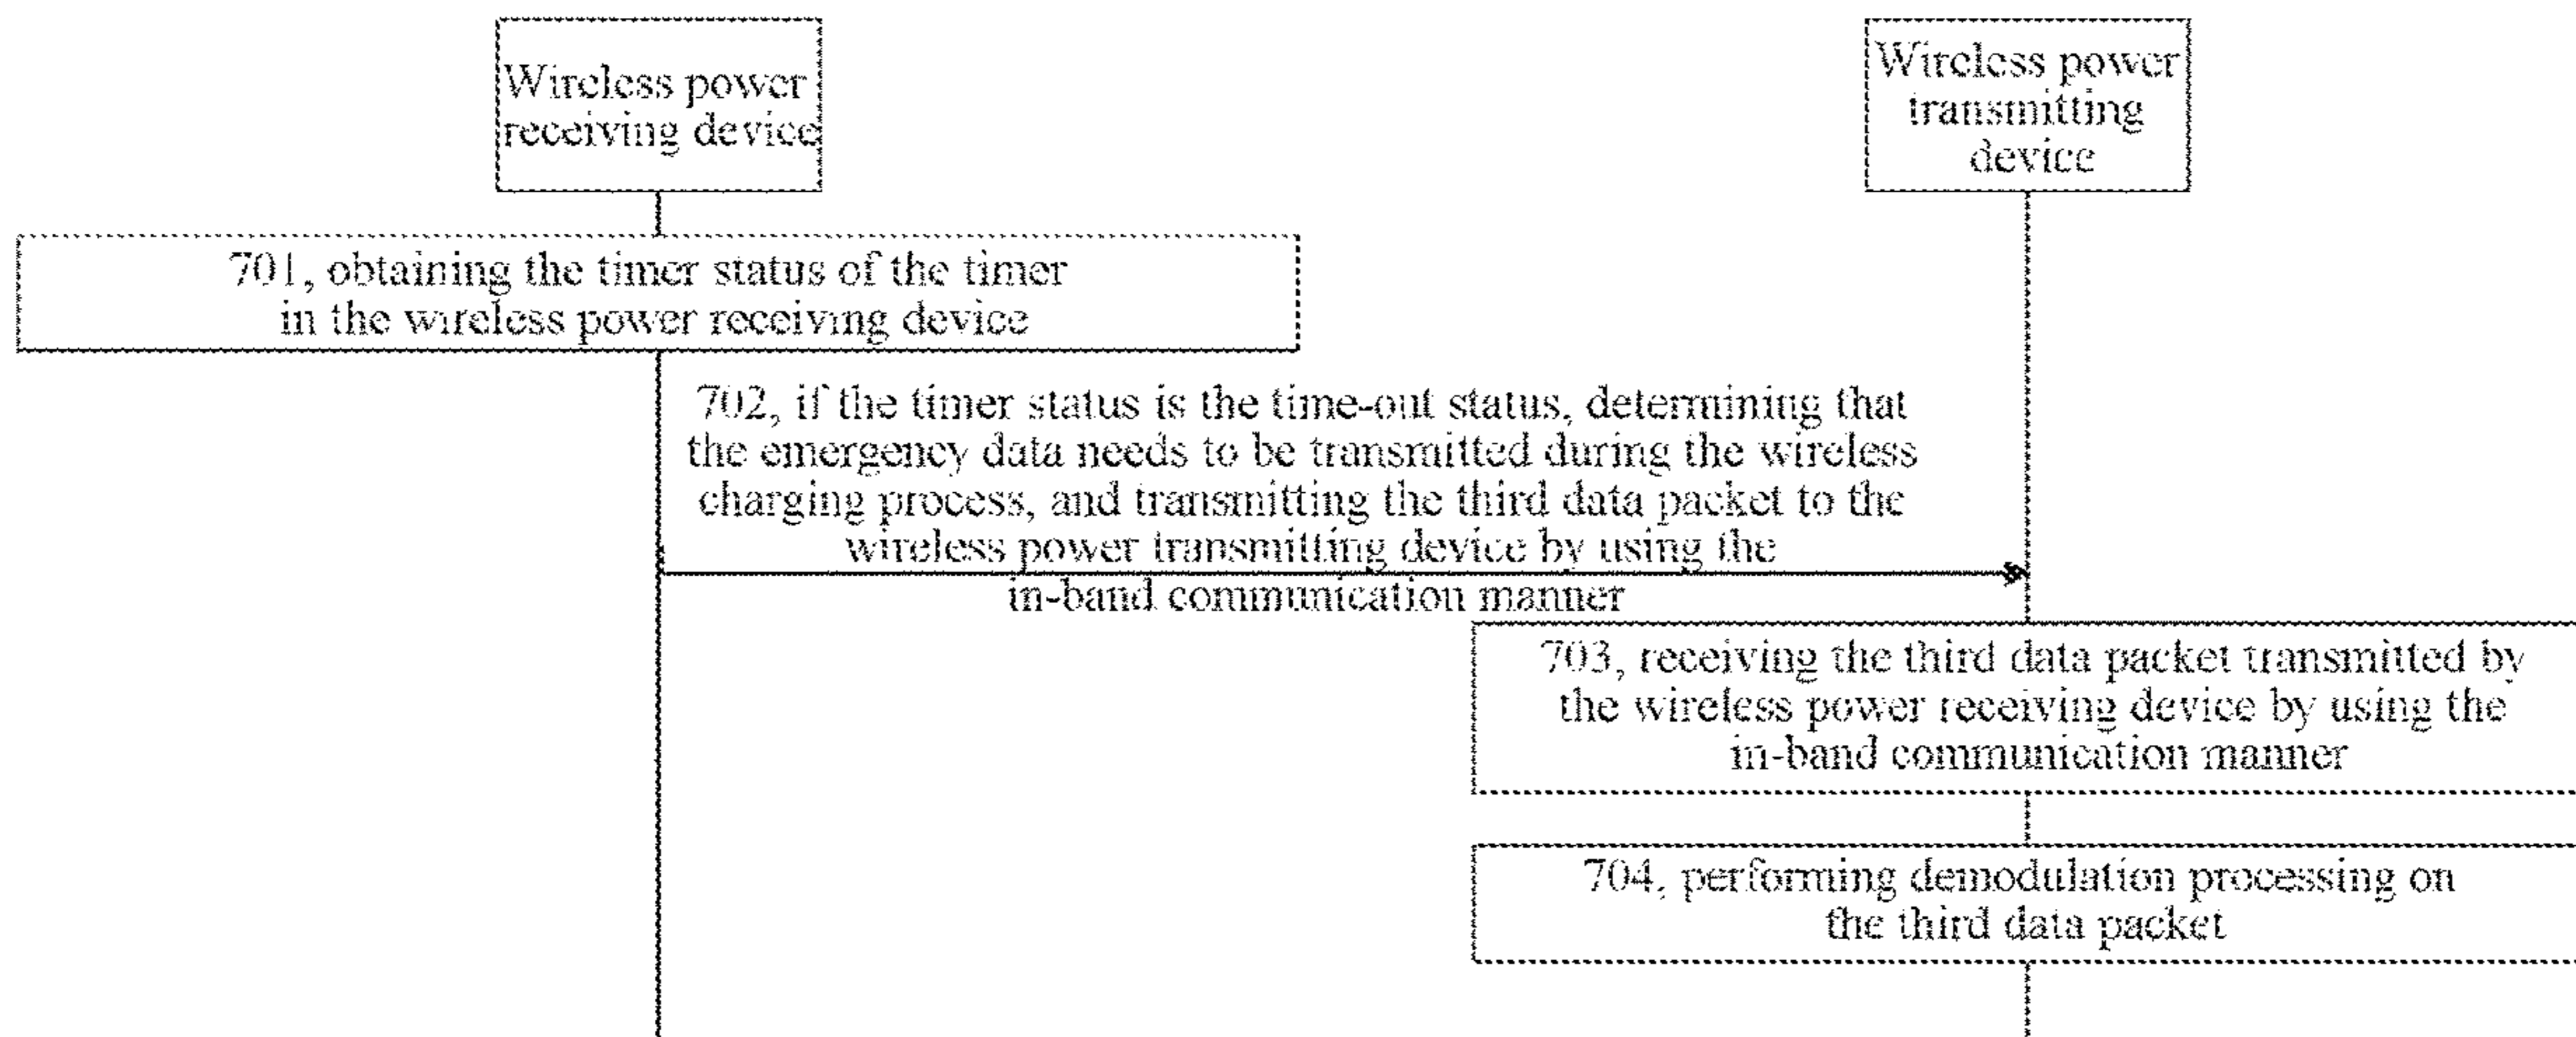 Wireless power
receiving device
Wireless power
transmitting
device
701, obtaining the timer status of the timer
in the wireless power receiving device
702, if the timer status is the time-out status, determining that
the emergency data needs to be transmitted during the wireless
charging process, and transmitting the third data packet to the
wireless power transmitting device by using the
in-band communication manner
703, receiving the third data packet transmitted by
the wireless power receiving device by using the
in-band communication manner
704, performing demodulation processing on
the third data packet